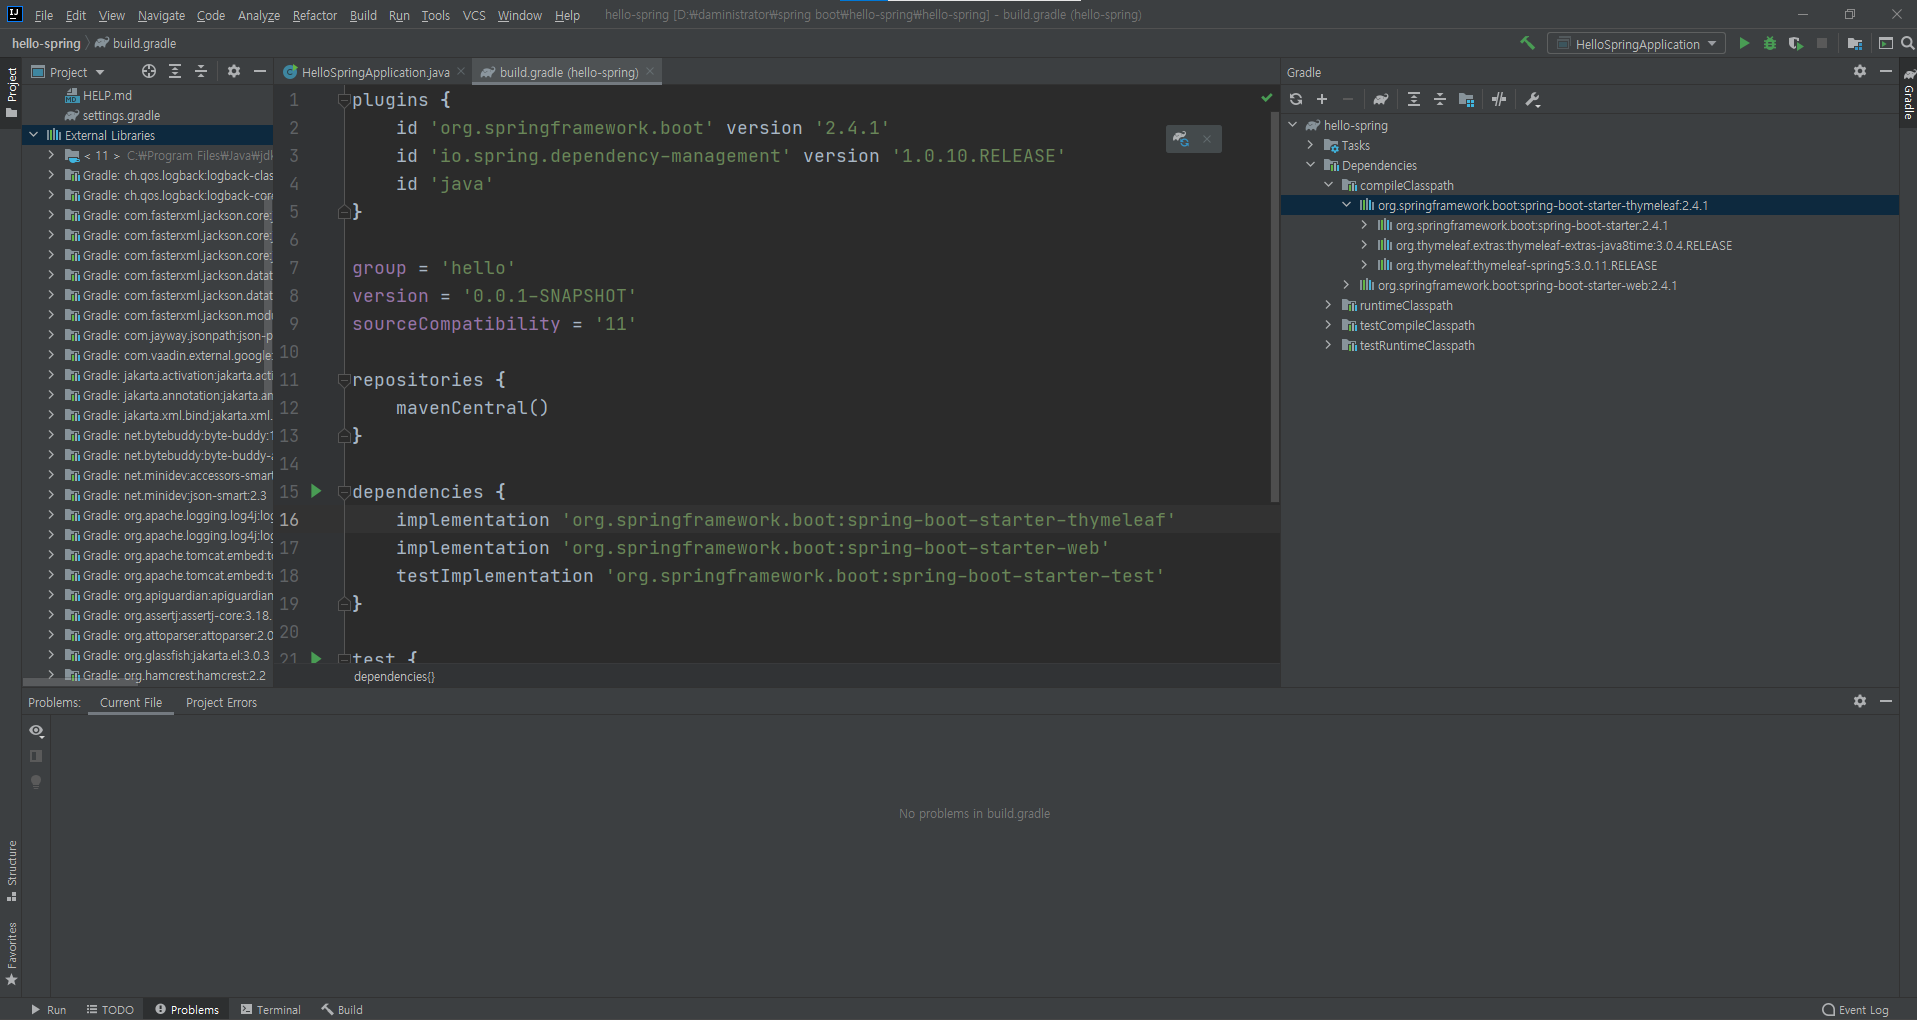 File Edit View Navigate Code Analyze Refactor Build Run Tools VCS Window Help hello-spring [D:₩daministrator₩spring boot₩hello-spring₩hello-spring] - build.gradle (hello-spring)
hello-spring build.gradle HelloSpringApplication
Project
Project
HELP.md
settings.gradle
External Libraries
< 11 > C:₩Program Files₩Java₩jdk
Gradle: ch.qos.logback:logback-clas
Gradle: ch.qos.logback:logback-cor
Gradle: com.fasterxml.jackson.core:
Gradle: com.fasterxml.jackson.core:
Gradle: com.fasterxml.jackson.core:
Gradle: com.fasterxml.jackson.datat
Gradle: com.fasterxml.jackson.datat
Gradle: com.fasterxml.jackson.modu
Gradle: com.jayway.jsonpath:json-p
Gradle: com.vaadin.external.google:
Gradle: jakarta.activation:jakarta.acti
Gradle: jakarta.annotation:jakarta.an
Gradle: jakarta.xml.bind:jakarta.xml.
Gradle: net.bytebuddy:byte-buddy:1
Gradle: net.bytebuddy:byte-buddy-a
Gradle: net.minidev:accessors-smart
Gradle: net.minidev:json-smart:2.3
Gradle: org.apache.logging.log4j:log
Gradle: org.apache.logging.log4j:log
Gradle: org.apache.tomcat.embed:to
Gradle: org.apache.tomcat.embed:to
Gradle: org.apiguardian:apiguardian
Gradle: org.assertj:assertj-core:3.18.
Gradle: org.attoparser:attoparser:2.0
Gradle: org.glassfish:jakarta.el:3.0.3
Gradle: org.hamcrest:hamcrest:2.2
HelloSpringApplication.java build.gradle (hello-spring)
1 plugins {
2 id 'org.springframework.boot' version '2.4.1'
3 id 'io.spring.dependency-management' version '1.0.10.RELEASE'
4 id 'java'
5 }
6
7 group = 'hello'
8 version = '0.0.1-SNAPSHOT'
9 sourceCompatibility = '11'
10
11 repositories {
12 mavenCentral()
13 }
14
15 dependencies {
16 implementation 'org.springframework.boot:spring-boot-starter-thymeleaf'
17 implementation 'org.springframework.boot:spring-boot-starter-web'
18 testImplementation 'org.springframework.boot:spring-boot-starter-test'
19 }
20
21 test {
dependencies{}
Gradle
Gradle
hello-spring
Tasks
Dependencies
compileClasspath
org.springframework.boot:spring-boot-starter-thymeleaf:2.4.1
org.springframework.boot:spring-boot-starter:2.4.1
org.thymeleaf.extras:thymeleaf-extras-java8time:3.0.4.RELEASE
org.thymeleaf:thymeleaf-spring5:3.0.11.RELEASE
org.springframework.boot:spring-boot-starter-web:2.4.1
runtimeClasspath
testCompileClasspath
testRuntimeClasspath
Problems: Current File Project Errors
No problems in build.gradle
Structure
Favorites
Run TODO Problems Terminal Build Event Log